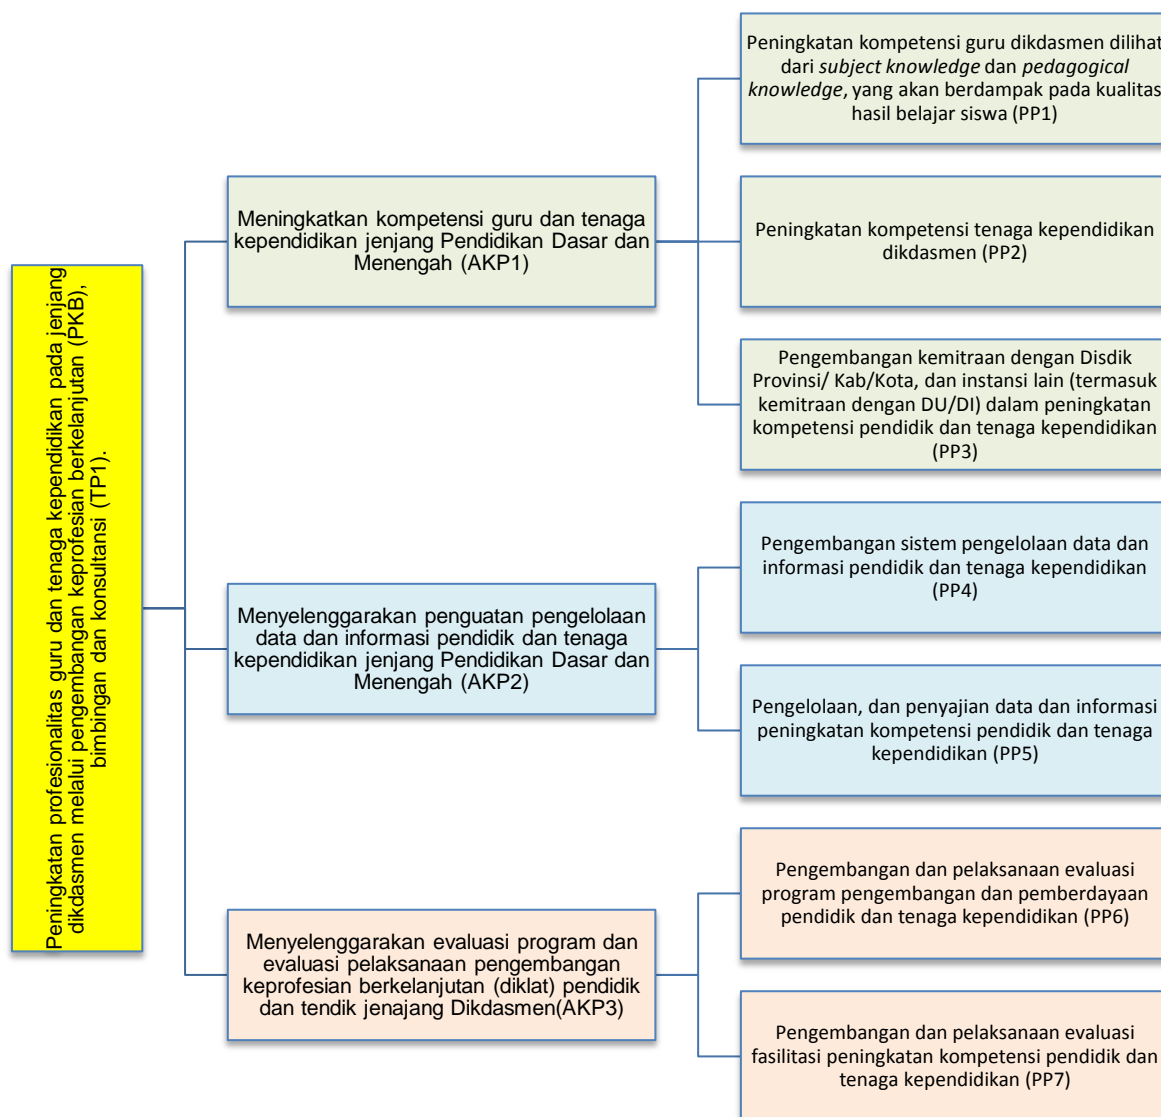 Peningkatan profesionalitas guru dan tenaga kependidikan pada jenjang
dikdasmen melalui pengembangan keprofesian berkelanjutan (PKB),
bimbingan dan konsultansi (TP1).
Meningkatkan kompetensi guru dan tenaga
kependidikan jenjang Pendidikan Dasar dan
Menengah (AKP1)
Peningkatan kompetensi guru dikdasmen dilihat
dari subject knowledge dan pedagogical
knowledge, yang akan berdampak pada kualitas
hasil belajar siswa (PP1)
Peningkatan kompetensi tenaga kependidikan
dikdasmen (PP2)
Pengembangan kemitraan dengan Disdik
Provinsi/ Kab/Kota, dan instansi lain (termasuk
kemitraan dengan DU/DI) dalam peningkatan
kompetensi pendidik dan tenaga kependidikan
(PP3)
Menyelenggarakan penguatan pengelolaan
data dan informasi pendidik dan tenaga
kependidikan jenjang Pendidikan Dasar dan
Menengah (AKP2)
Pengembangan sistem pengelolaan data dan
informasi pendidik dan tenaga kependidikan
(PP4)
Pengelolaan, dan penyajian data dan informasi
peningkatan kompetensi pendidik dan tenaga
kependidikan (PP5)
Menyelenggarakan evaluasi program dan
evaluasi pelaksanaan pengembangan
keprofesian berkelanjutan (diklat) pendidik
dan tendik jenajang Dikdasmen(AKP3)
Pengembangan dan pelaksanaan evaluasi
program pengembangan dan pemberdayaan
pendidik dan tenaga kependidikan (PP6)
Pengembangan dan pelaksanaan evaluasi
fasilitasi peningkatan kompetensi pendidik dan
tenaga kependidikan (PP7)